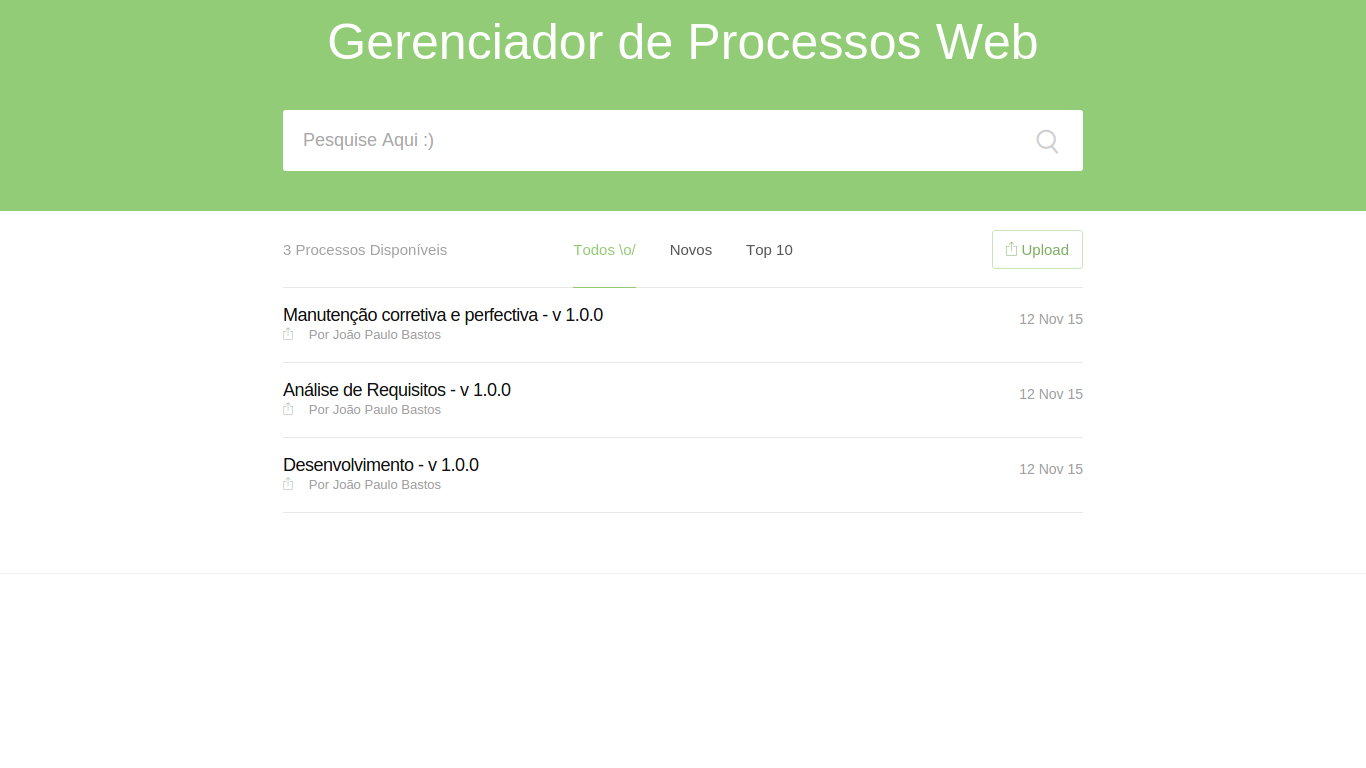 Gerenciador de Processos Web
Pesquise Aqui :)
3 Processos Disponíveis
Todos \o/
Novos
Top 10
Upload
Manutenção corretiva e perfectiva - v 1.0.0
12 Nov 15
Por João Paulo Bastos
Análise de Requisitos - v 1.0.0
12 Nov 15
Por João Paulo Bastos
Desenvolvimento - v 1.0.0
12 Nov 15
Por João Paulo Bastos